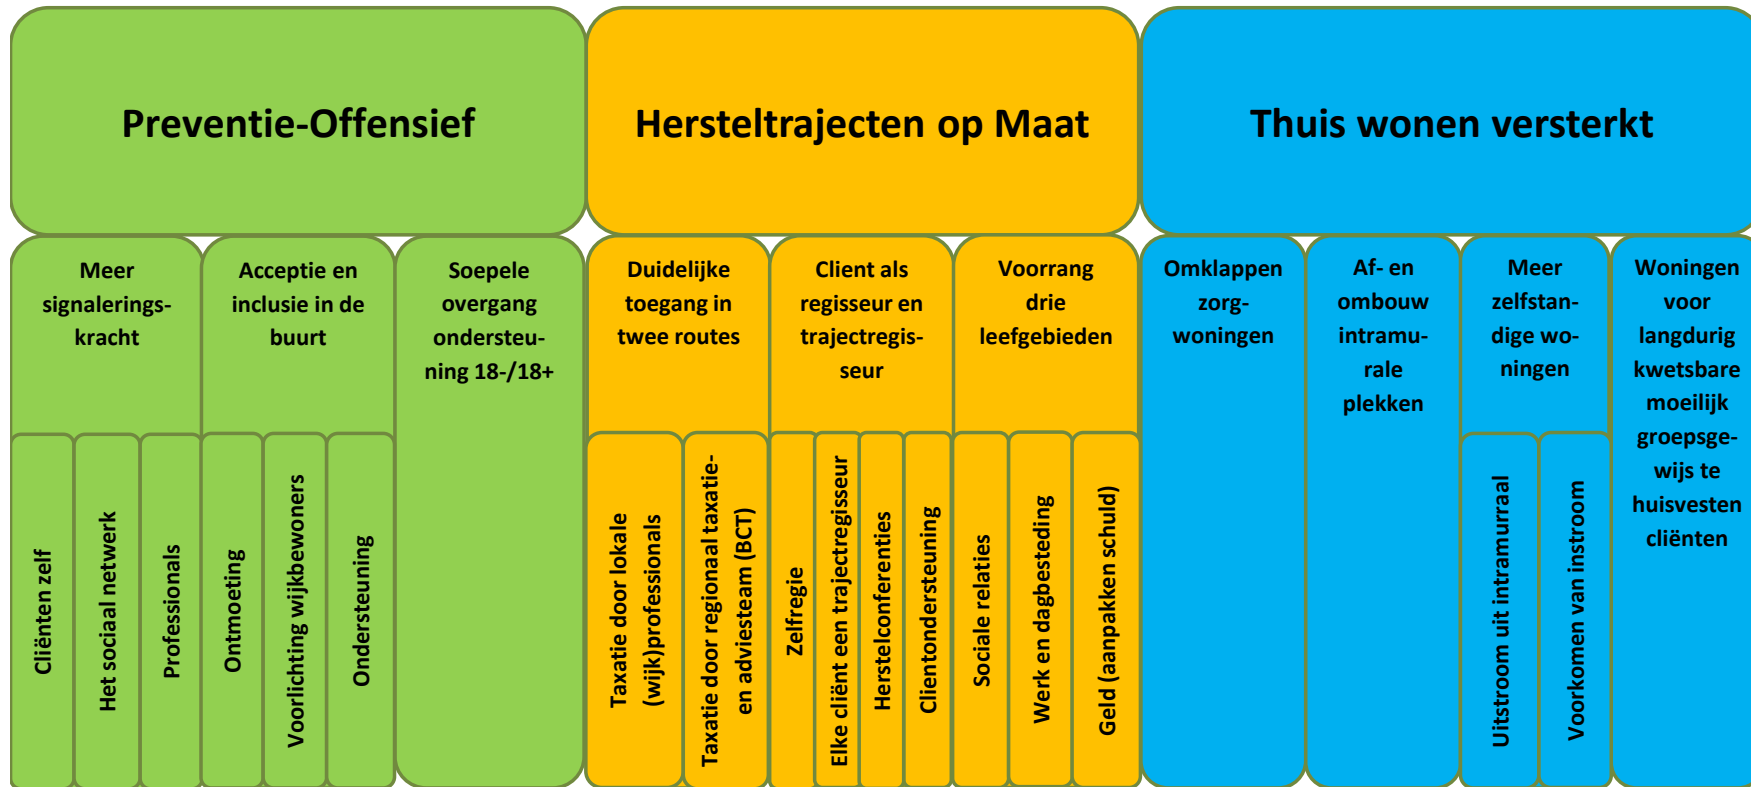 Preventie-Offensief
Hersteltrajecten op Maat
Thuis wonen versterkt
Meer
signalerings-
kracht
Acceptie en
inclusie in de
buurt
Soepele
overgang
ondersteu-
ning 18-/18+
Duidelijke
toegang in
twee routes
Client als
regisseur en
trajectregis-
seur
Voorrang
drie
leefgebieden
Omklappen
zorg-
woningen
Af- en
ombouw
intramu-
rale
plekken
Meer
zelfstan-
dige wo-
ningen
Woningen
voor
langdurig
kwetsbare
moeilijk
groepsge-
wijs te
huisvesten
cliënten
Cliënten zelf
Het sociaal netwerk
Professionals
Ontmoeting
Voorlichting wijkbewoners
Ondersteuning
Taxatie door lokale
(wijk)professionals
Taxatie door regionaal taxatie-
en adviesteam (BCT)
Zelfregie
Elke cliënt een trajectregisseur
Herstelconferenties
Clientondersteuning
Sociale relaties
Werk en dagbesteding
Geld (aanpakken schuld)
Uitstroom uit intramurraal
Voorkomen van instroom